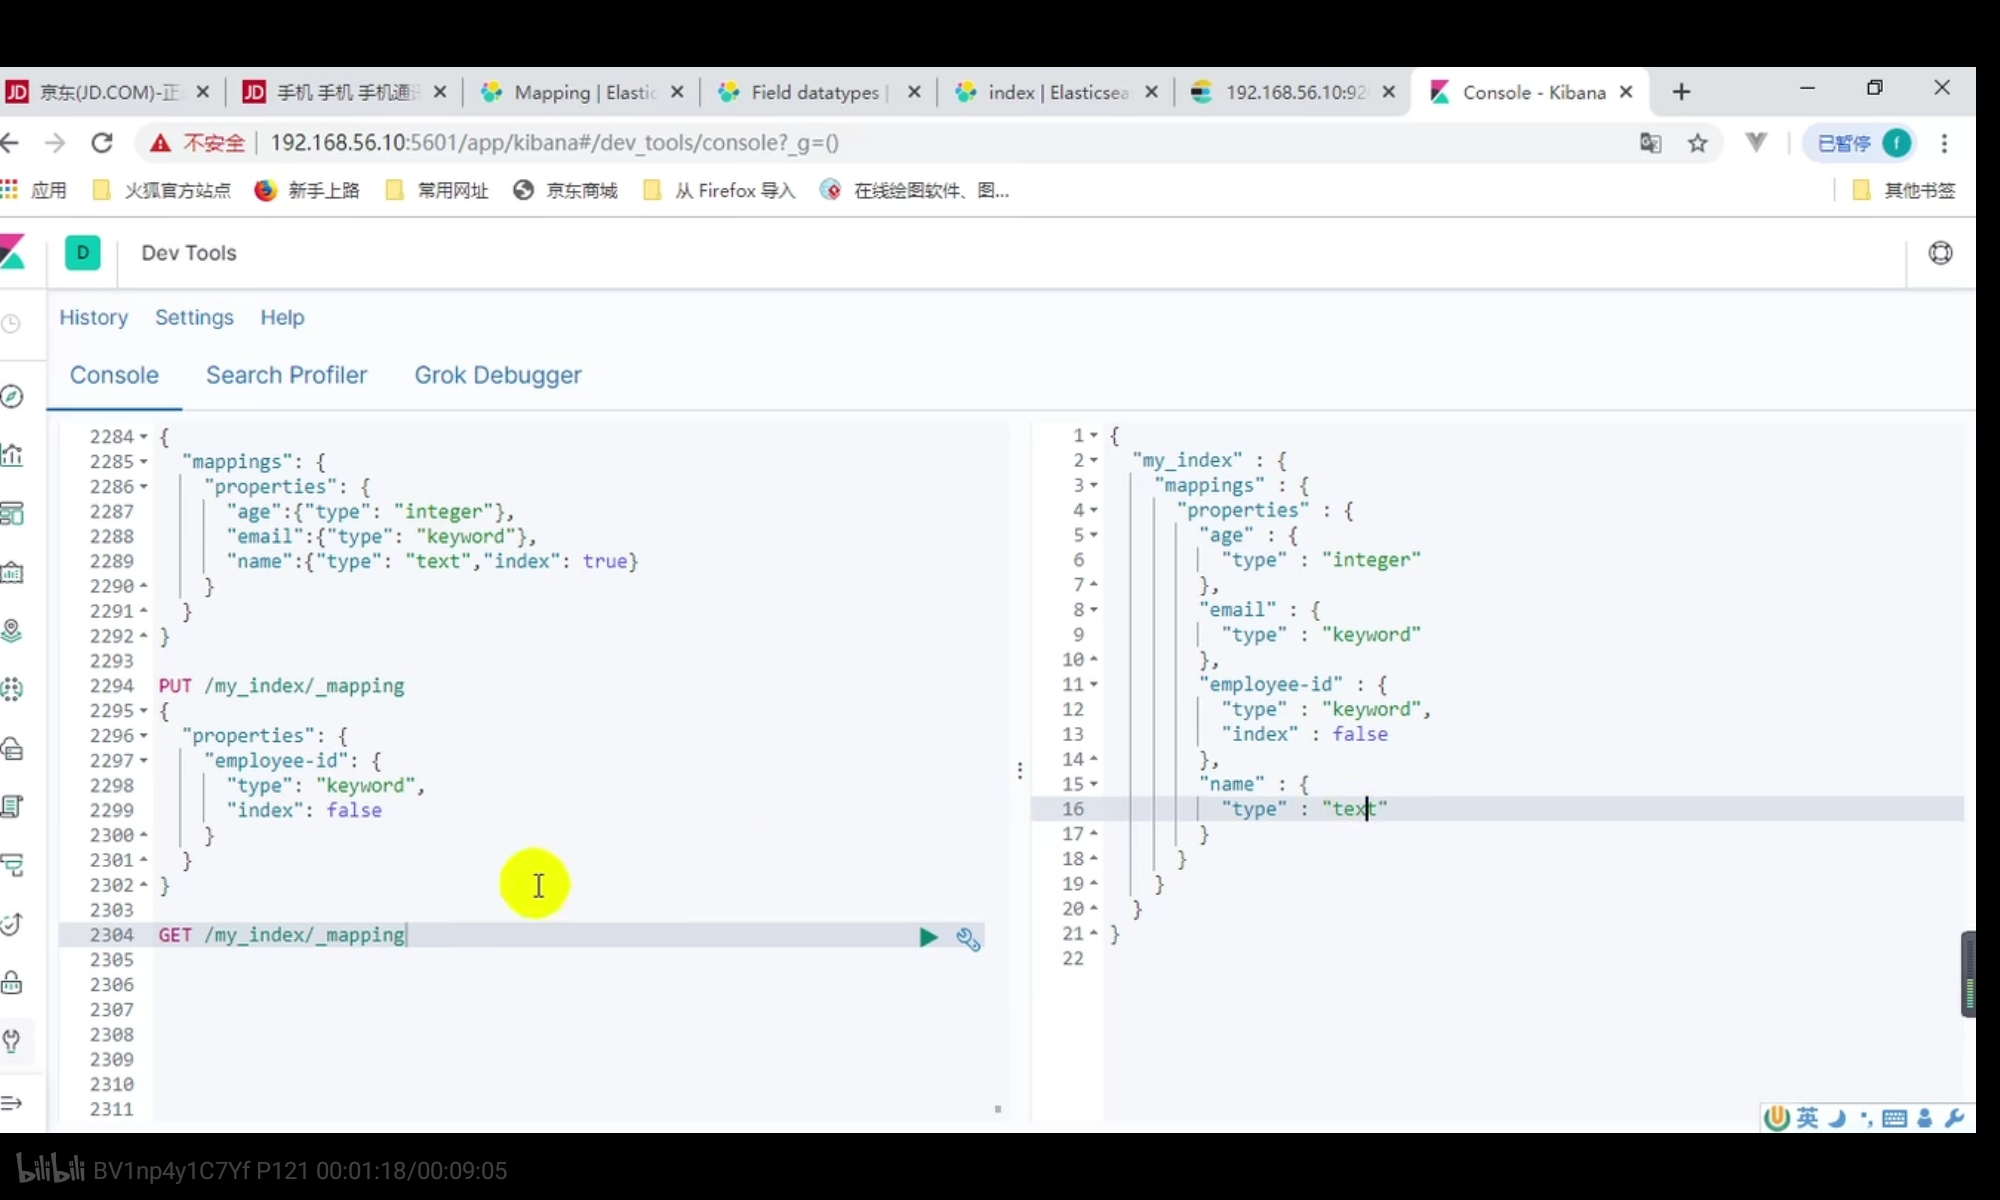 京东(JD.COM)-正
手机 手机 手机通讯
Mapping | Elastic
Field datatypes |
index | Elasticsea
192.168.56.10:92
Console - Kibana
不安全
192.168.56.10:5601/app/kibana#/dev_tools/console?_g=()
已暂停
f
应用
火狐官方站点
新手上路
常用网址
京东商城
从 Firefox 导入
在线绘图软件、图...
其他书签
D
Dev Tools
History Settings Help
Console Search Profiler Grok Debugger
2284 {
2285 "mappings": {
2286 "properties": {
2287 "age":{"type": "integer"},
2288 "email":{"type": "keyword"},
2289 "name":{"type": "text","index": true}
2290 }
2291 }
2292 }
2293
2294 PUT /my_index/_mapping
2295 {
2296 "properties": {
2297 "employee-id": {
2298 "type": "keyword",
2299 "index": false
2300 }
2301 }
2302 }
2303
2304 GET /my_index/_mapping
2305
2306
2307
2308
2309
2310
2311
1 {
2 "my_index" : {
3 "mappings" : {
4 "properties" : {
5 "age" : {
6 "type" : "integer"
7 },
8 "email" : {
9 "type" : "keyword"
10 },
11 "employee-id" : {
12 "type" : "keyword",
13 "index" : false
14 },
15 "name" : {
16 "type" : "text"
17 }
18 }
19 }
20 }
21 }
22
英
bilibili BV1np4y1C7Yf P121 00:01:18/00:09:05